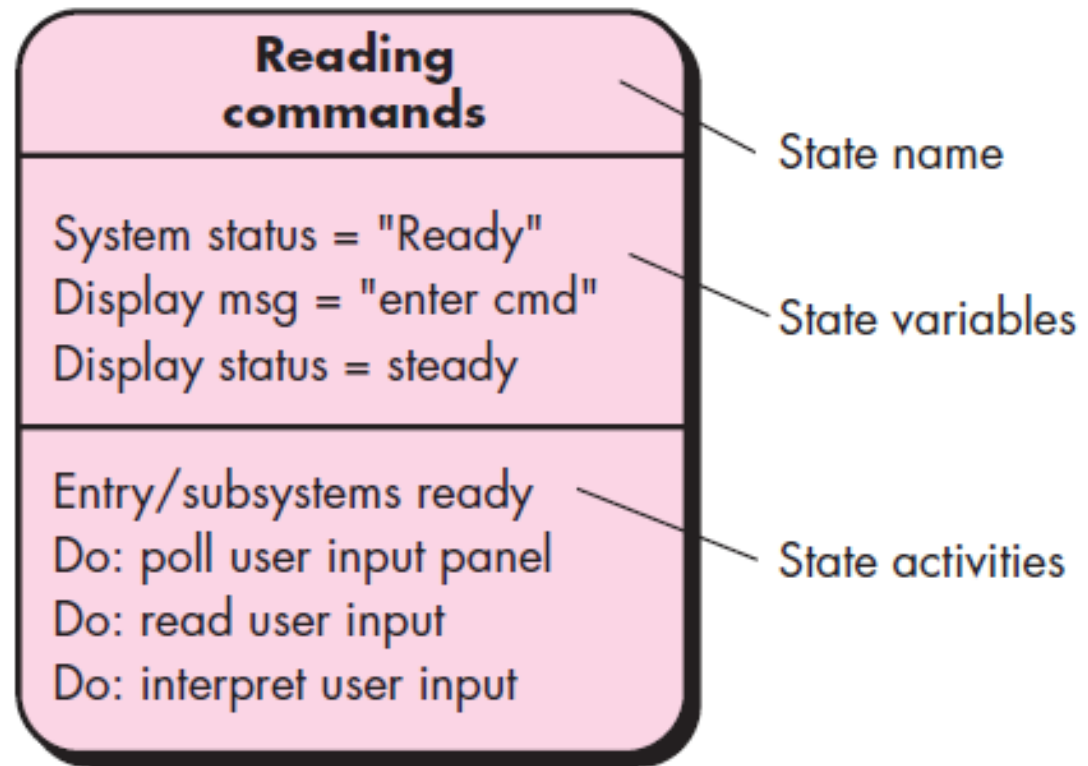 Reading
commands
State name
System status = "Ready"
Display msg = "enter cmd"
Display status = steady
State variables
Entry/subsystems ready
Do: poll user input panel
Do: read user input
Do: interpret user input
State activities